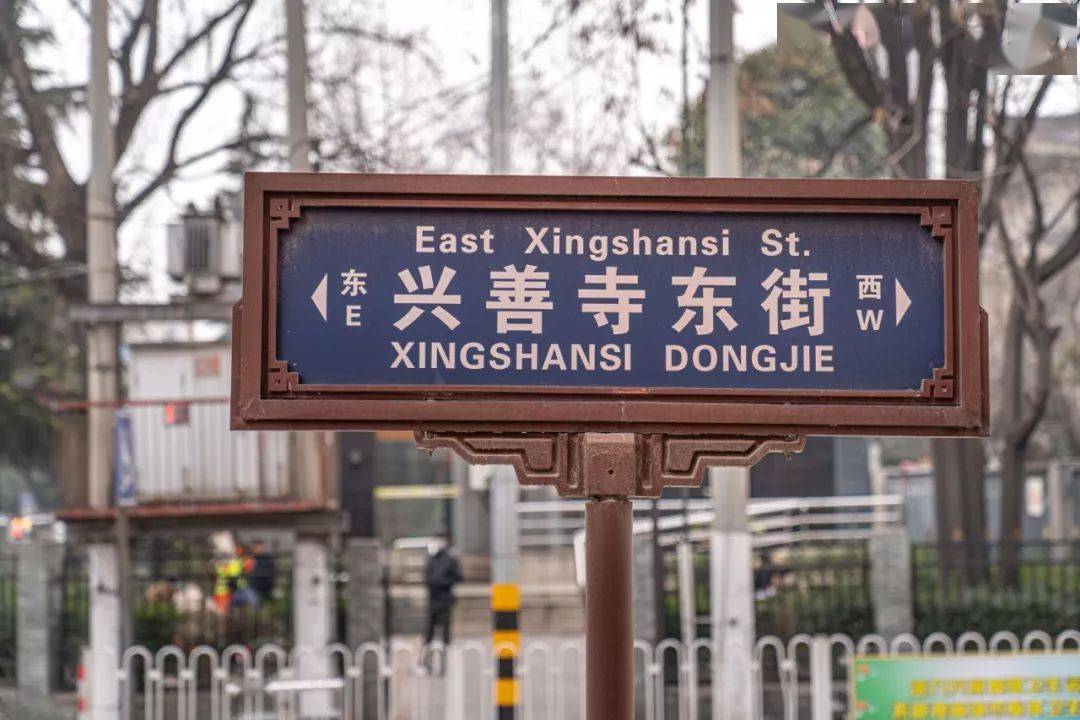 East Xingshansi St.
东 兴善寺东街 西
E W
XINGSHANSI DONGJIE